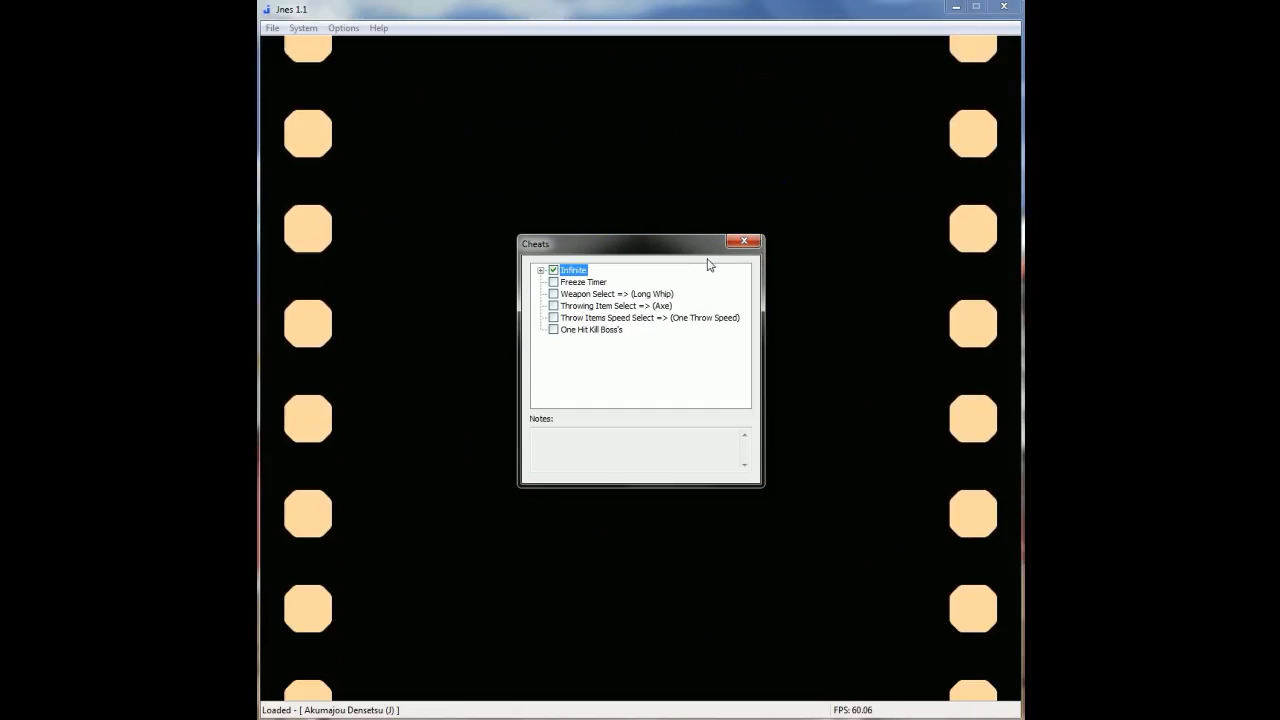 Jnes 1.1
File System Options Help
Cheats
Infinite
Freeze Timer
Weapon Select => (Long Whip)
Throwing Item Select => (Axe)
Throw Items Speed Select => (One Throw Speed)
One Hit Kill Boss's
Notes:
Loaded - [ Akumajou Densetsu (J) ] FPS: 60.06